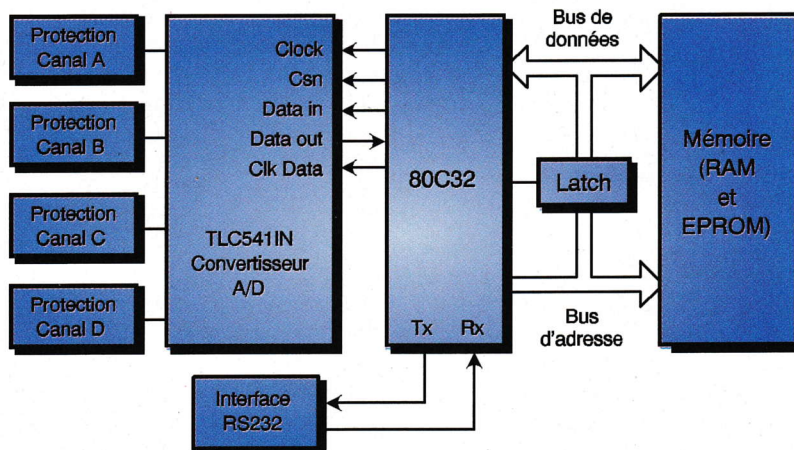 Protection
Canal A
Protection
Canal B
Protection
Canal C
Protection
Canal D
Clock
Csn
Data in
Data out
Clk Data
TLC541IN
Convertisseur
A/D
80C32
Tx Rx
Interface
RS232
Bus de
données
Latch
Bus
d'adresse
Mémoire
(RAM
et
EPROM)